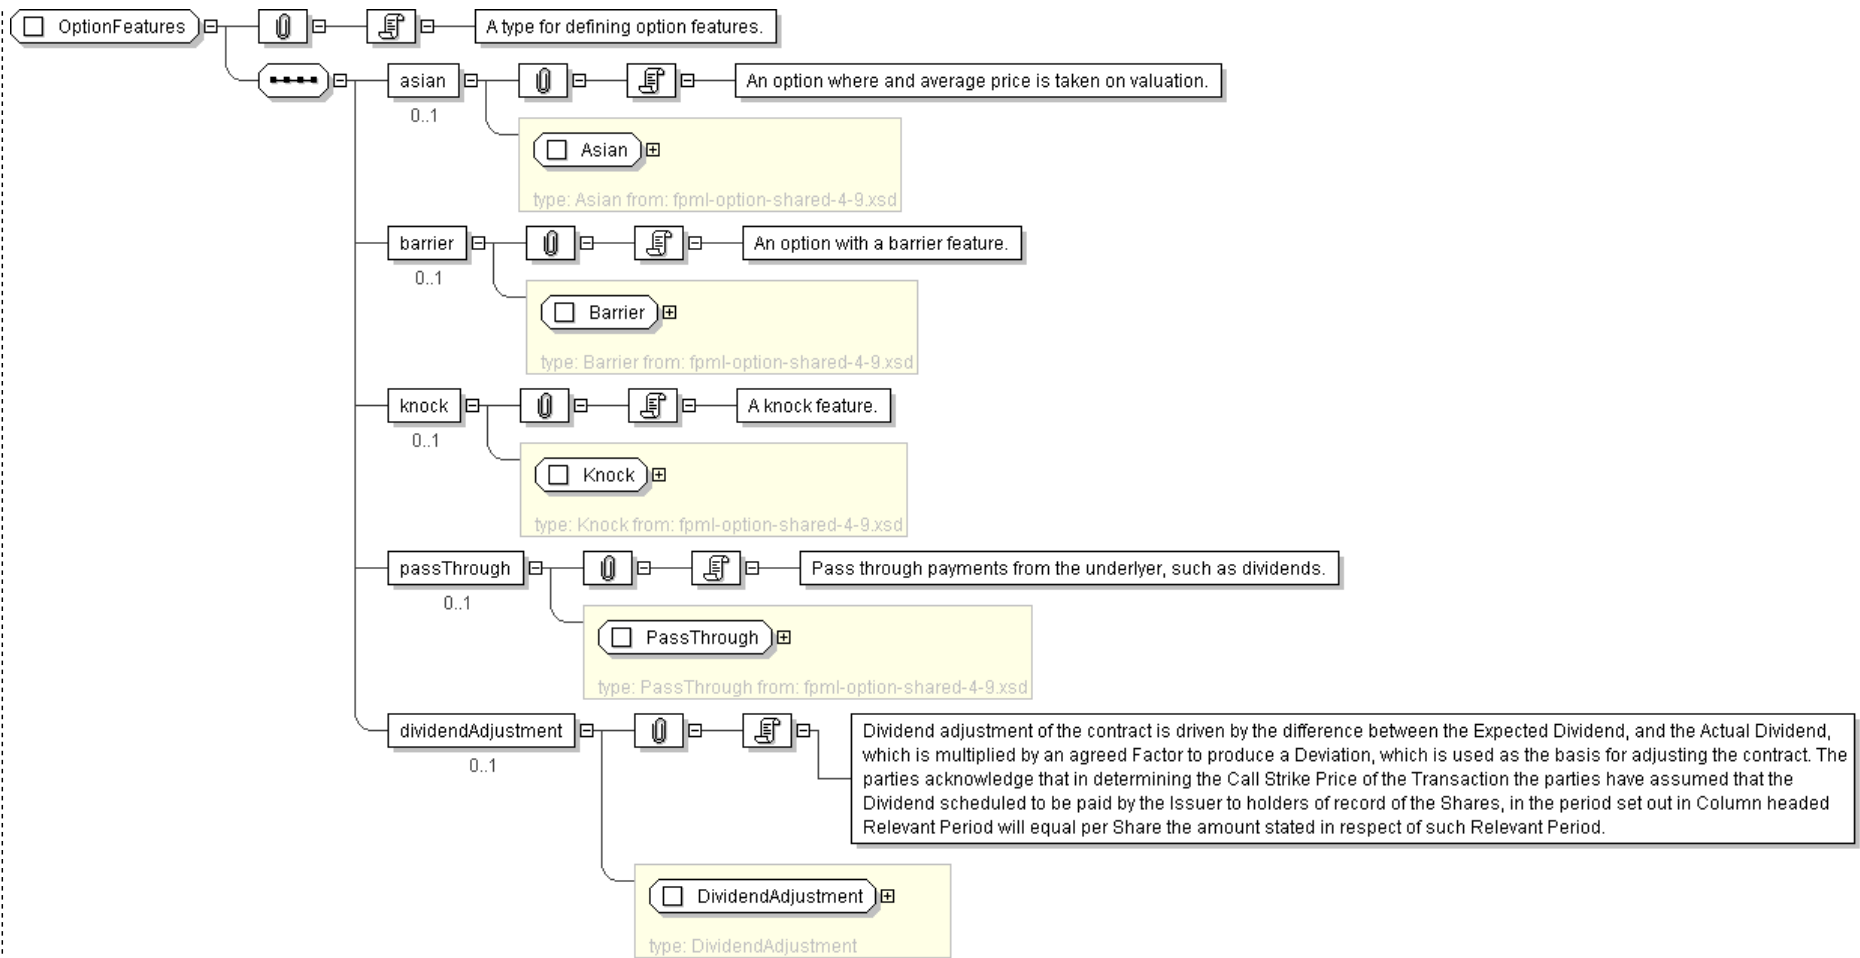 OptionFeatures
A type for defining option features.
asian
An option where and average price is taken on valuation.
0..1
Asian
type: Asian from: fpml-option-shared-4-9.xsd
barrier
An option with a barrier feature.
0..1
Barrier
type: Barrier from: fpml-option-shared-4-9.xsd
knock
A knock feature.
0..1
Knock
type: Knock from: fpml-option-shared-4-9.xsd
passThrough
Pass through payments from the underlyer, such as dividends.
0..1
PassThrough
type: PassThrough from: fpml-option-shared-4-9.xsd
dividendAdjustment
0..1
Dividend adjustment of the contract is driven by the difference between the Expected Dividend, and the Actual Dividend,
which is multiplied by an agreed Factor to produce a Deviation, which is used as the basis for adjusting the contract. The
parties acknowledge that in determining the Call Strike Price of the Transaction the parties have assumed that the
Dividend scheduled to be paid by the Issuer to holders of record of the Shares, in the period set out in Column headed
Relevant Period will equal per Share the amount stated in respect of such Relevant Period.
DividendAdjustment
type: DividendAdjustment